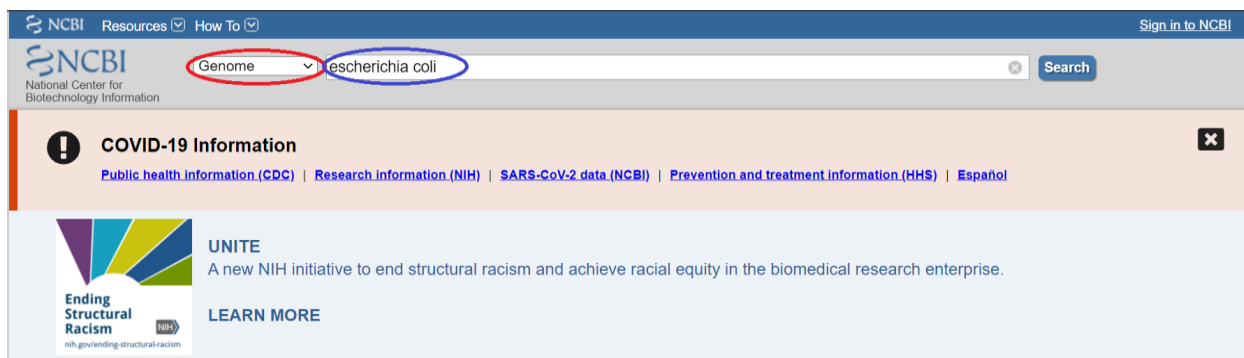 NCBI Resources How To Sign in to NCBI
NCBI
National Center for
Biotechnology Information
Genome escherichia coli Search
COVID-19 Information
Public health information (CDC) | Research information (NIH) | SARS-CoV-2 data (NCBI) | Prevention and treatment information (HHS) | Español
UNITE
A new NIH initiative to end structural racism and achieve racial equity in the biomedical research enterprise.
LEARN MORE
Ending
Structural
Racism NIH
nih.gov/ending-structural-racism